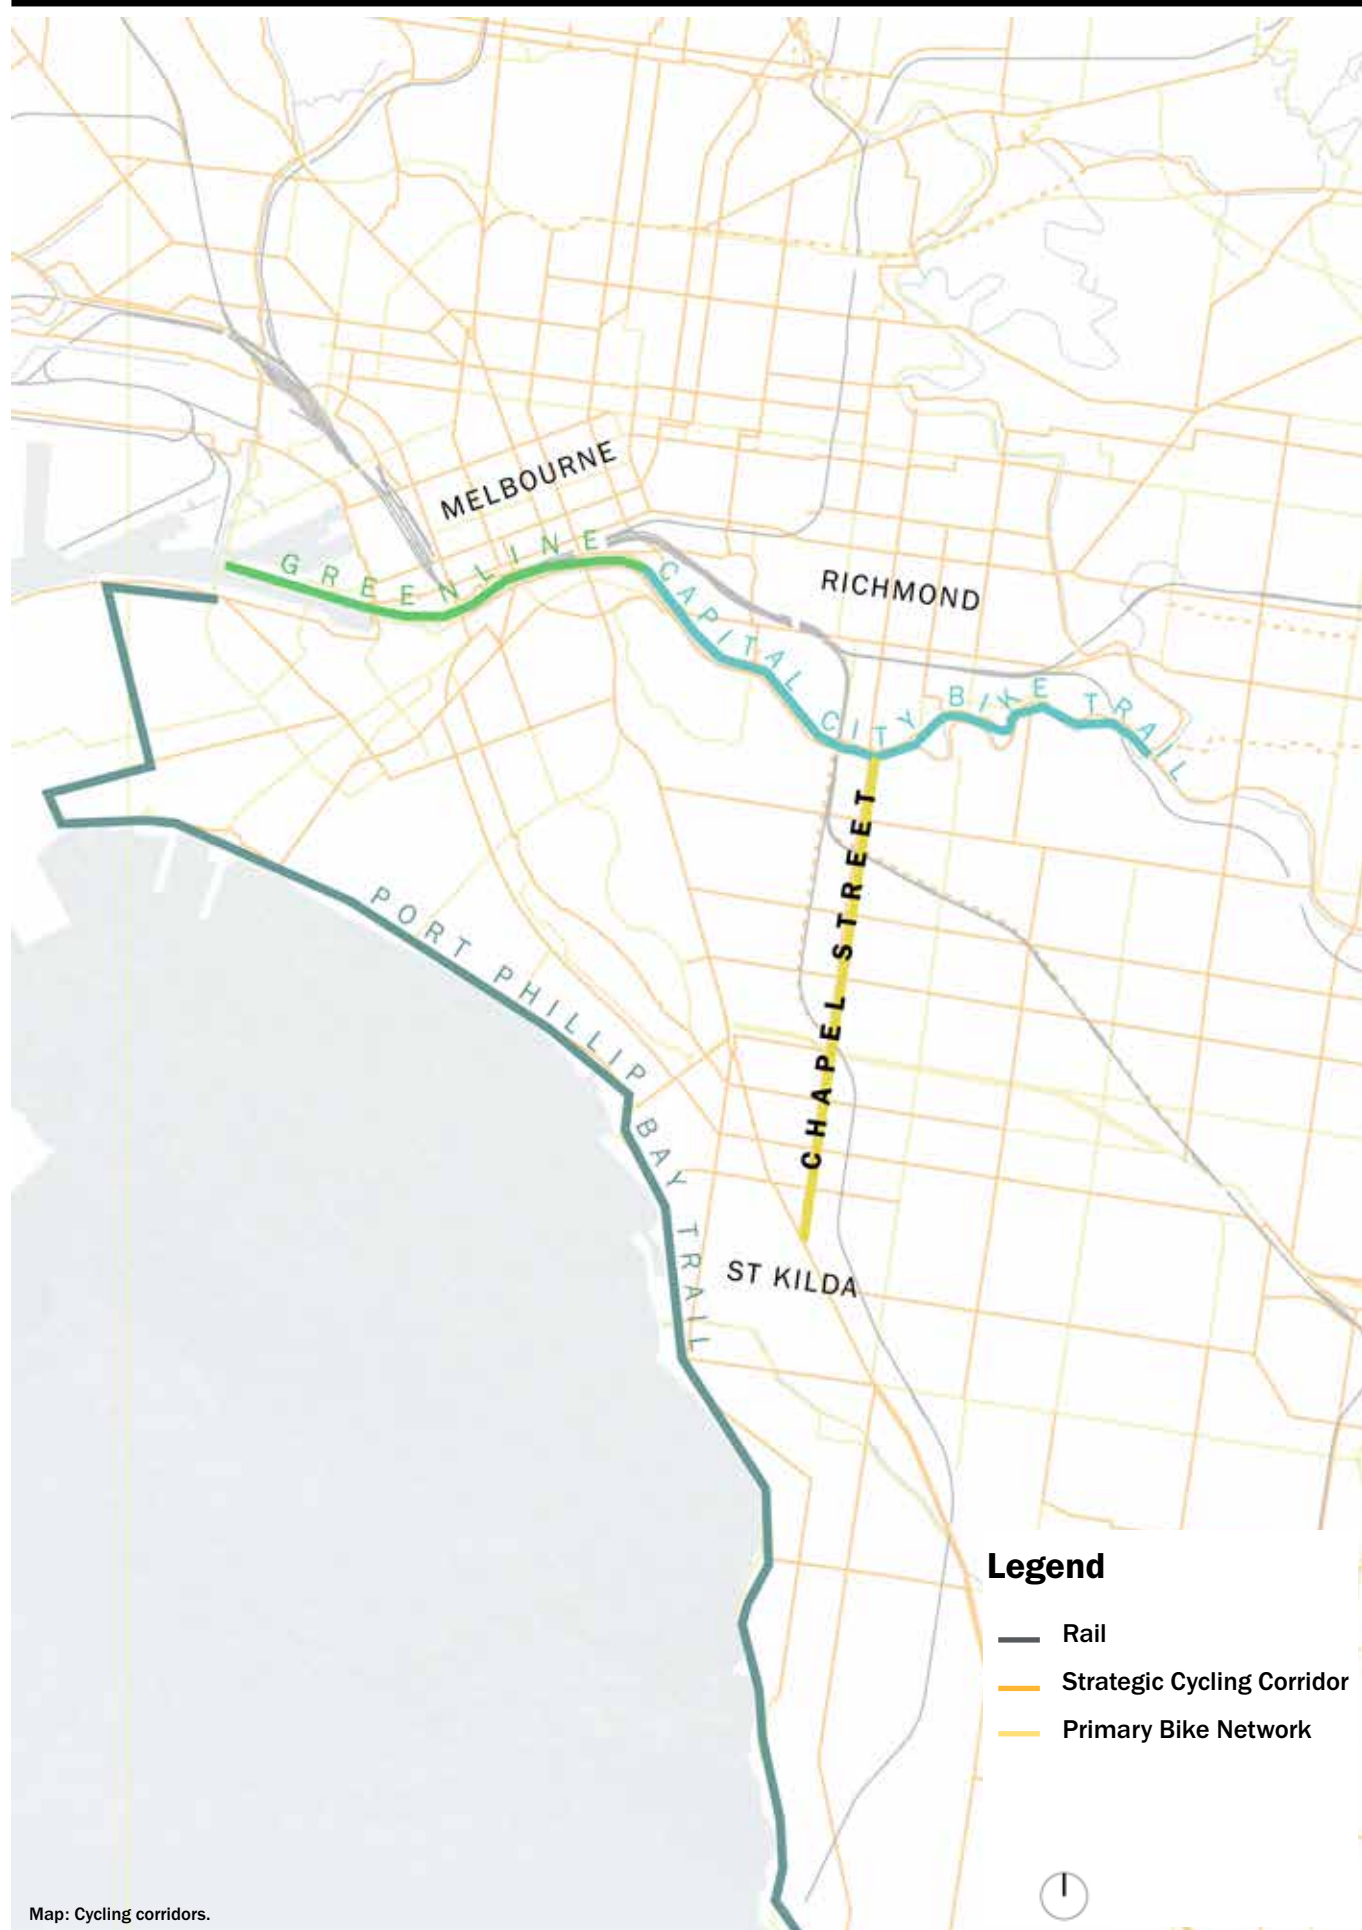 MELBOURNE
GREENLINE
RICHMOND
CAPITAL CITY BIKE TRAIL
CHAPEL STREET
PORT PHILLIP BAY TRAIL
ST KILDA
Legend
Rail
Strategic Cycling Corridor
Primary Bike Network
Map: Cycling corridors.